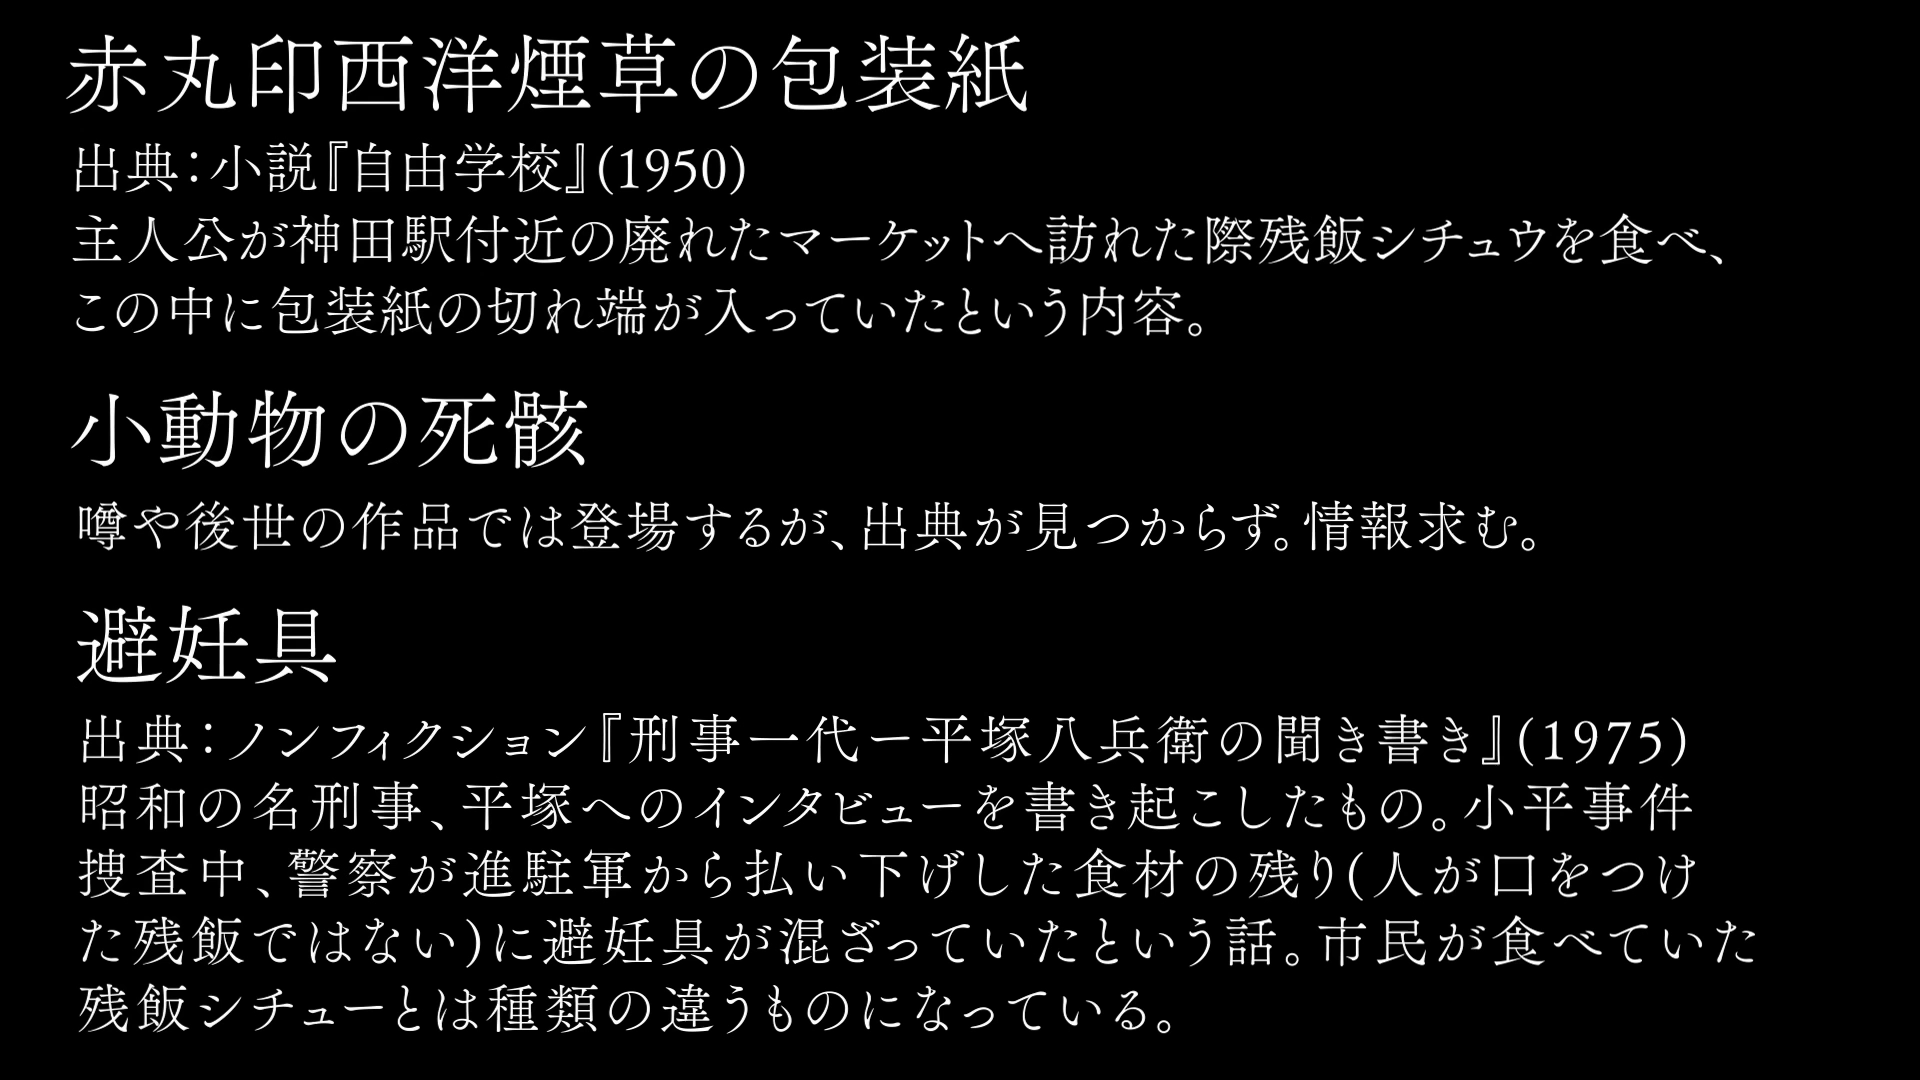 赤丸印西洋煙草の包装紙
出典：小説『自由学校』(1950)
主人公が神田駅付近の廃れたマーケットへ訪れた際残飯シチュウを食べ、
この中に包装紙の切れ端が入っていたという内容。
小動物の死骸
噂や後世の作品では登場するが、出典が見つからず。情報求む。
避妊具
出典：ノンフィクション『刑事一代ー平塚八兵衛の聞き書き』(1975)
昭和の名刑事、平塚へのインタビューを書き起こしたもの。小平事件
捜査中、警察が進駐軍から払い下げした食材の残り(人が口をつけ
た残飯ではない)に避妊具が混ざっていたという話。市民が食べていた
残飯シチューとは種類の違うものになっている。